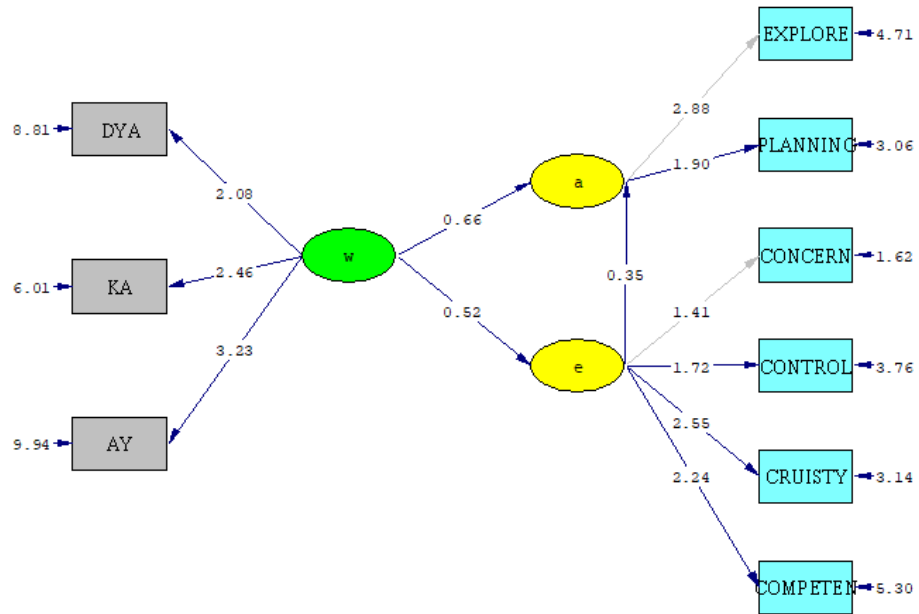 EXPLORE
4.71
2.88
8.81
DYA
PLANNING
3.06
1.90
a
2.08
0.66
w
CONCERN
1.62
KA
6.01
2.46
0.35
1.41
0.52
3.23
e
1.72
CONTROL
3.76
2.55
9.94
AY
2.24
CRUISTY
3.14
COMPETEN
5.30